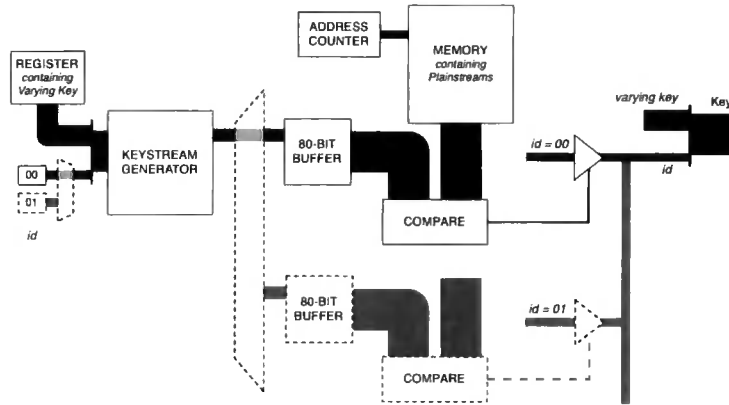 ADDRESS
COUNTER
MEMORY
containing
Plainstreams
REGISTER
containing
Varying Key
varying key
Key
KEYSTREAM
GENERATOR
80-BIT
BUFFER
id = 00
id
00
01
id
COMPARE
80-BIT
BUFFER
id = 01
COMPARE